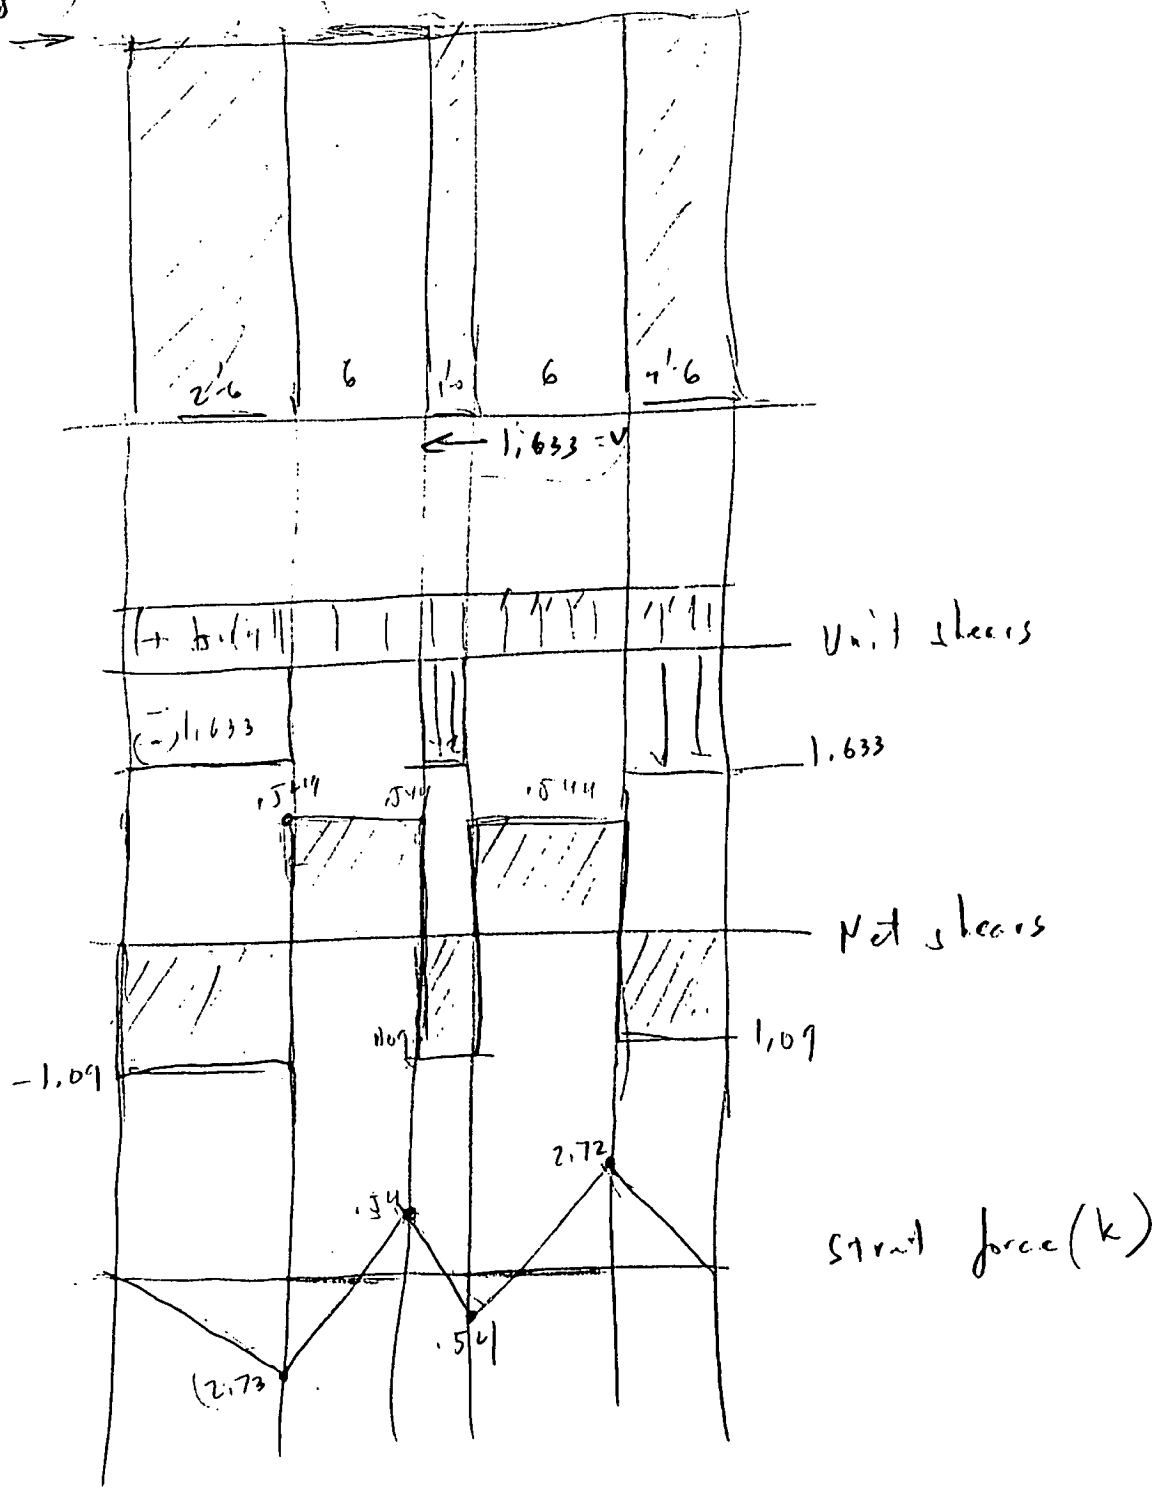 2'-6 6 1'-0 6 2'-6
← 1.633 = V
Unit shears
(-) 1.633
1.633
.544 .544 .544
Net shears
1.09
1.09
-1.09
2.72
.54
Strut force (k)
.54
(2.73